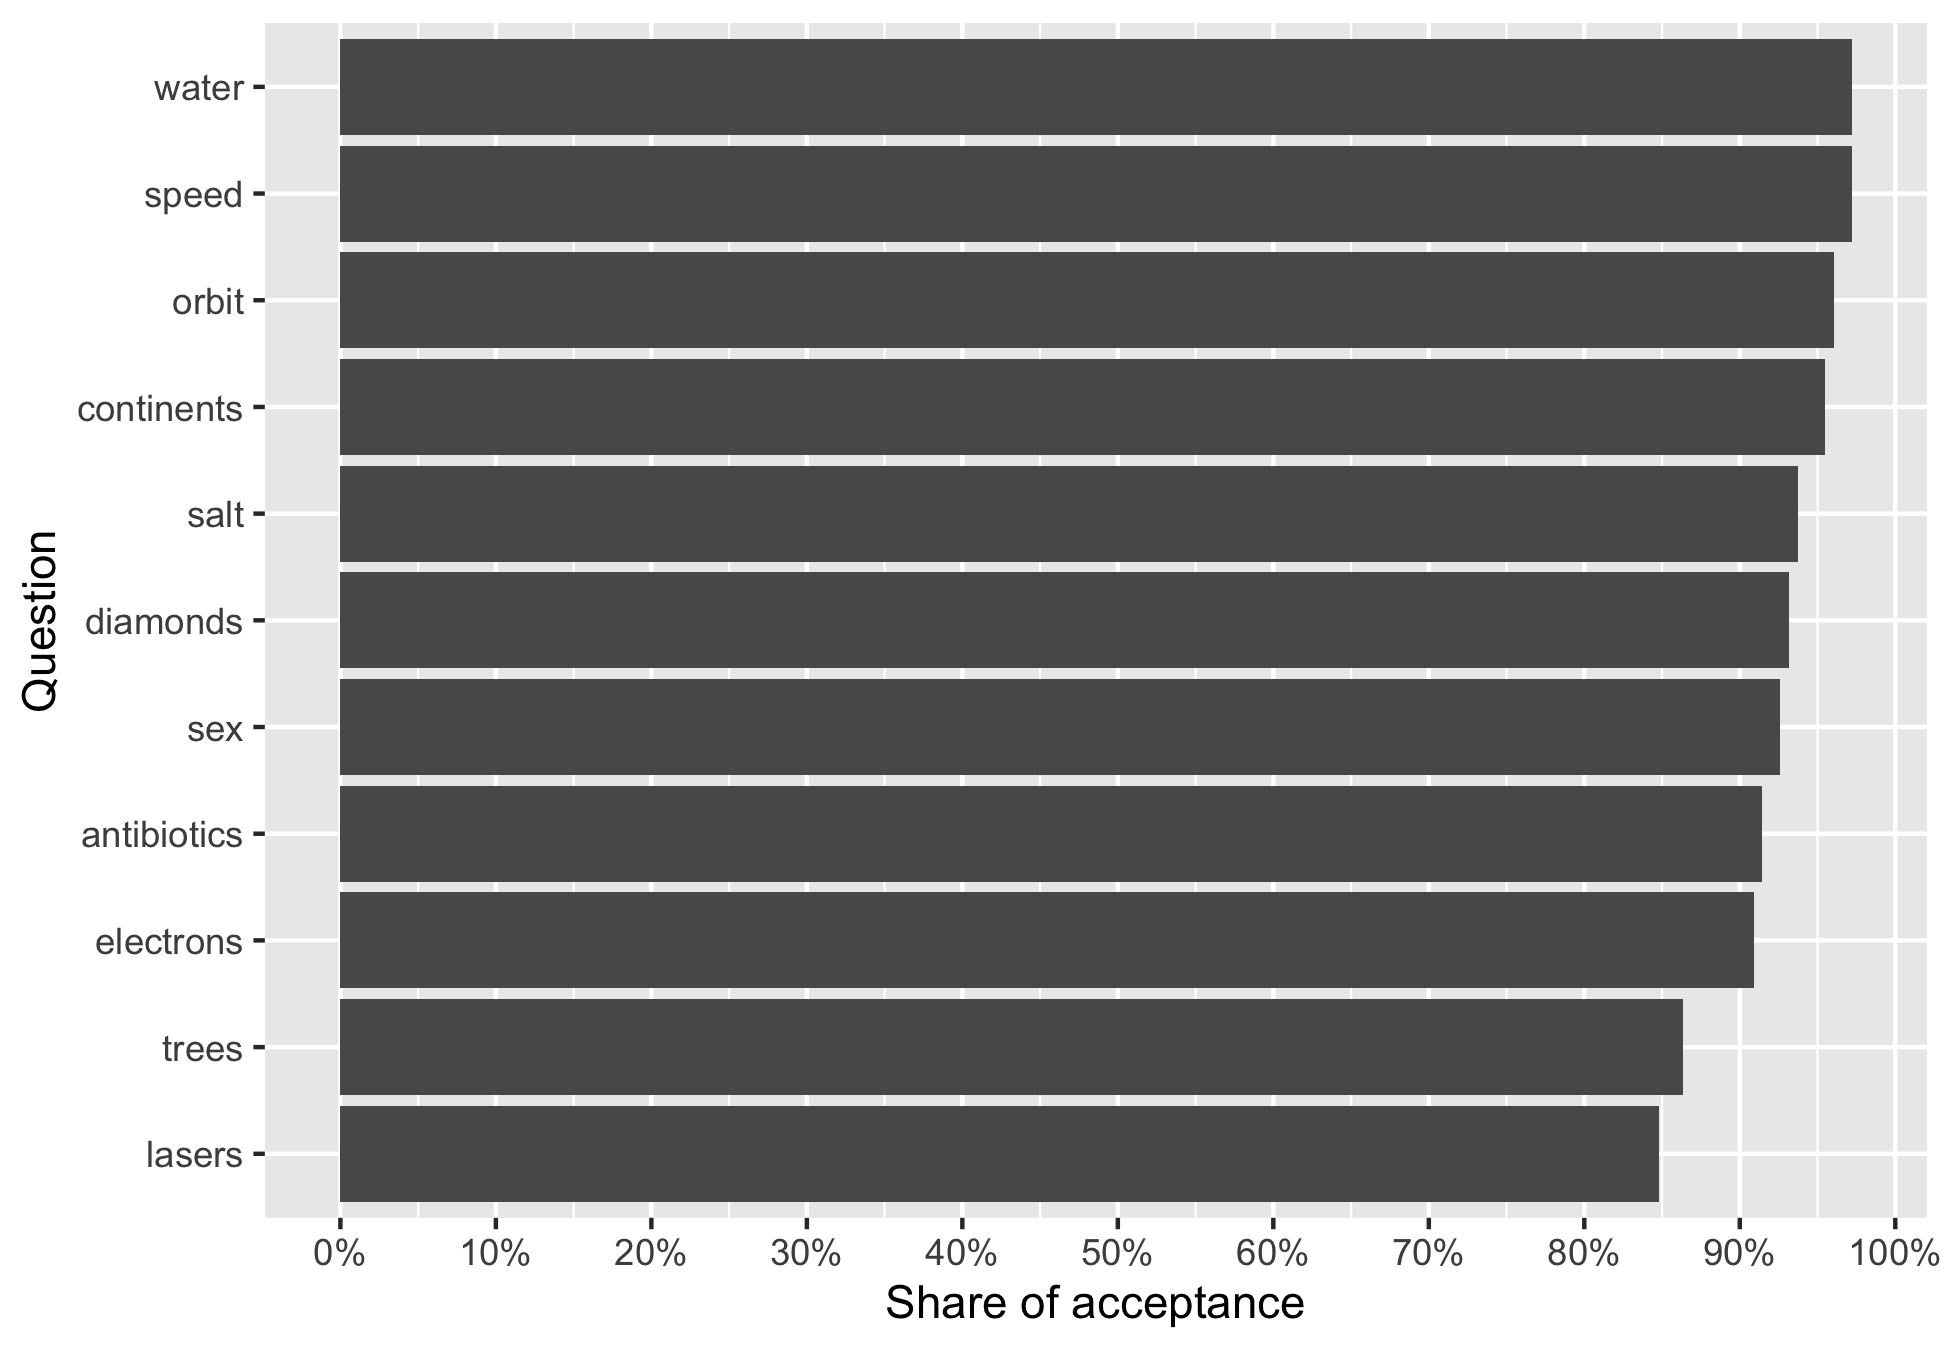 water
speed
orbit
continents
salt
diamonds
sex
antibiotics
electrons
trees
lasers
Question
0% 10% 20% 30% 40% 50% 60% 70% 80% 90% 100%
Share of acceptance